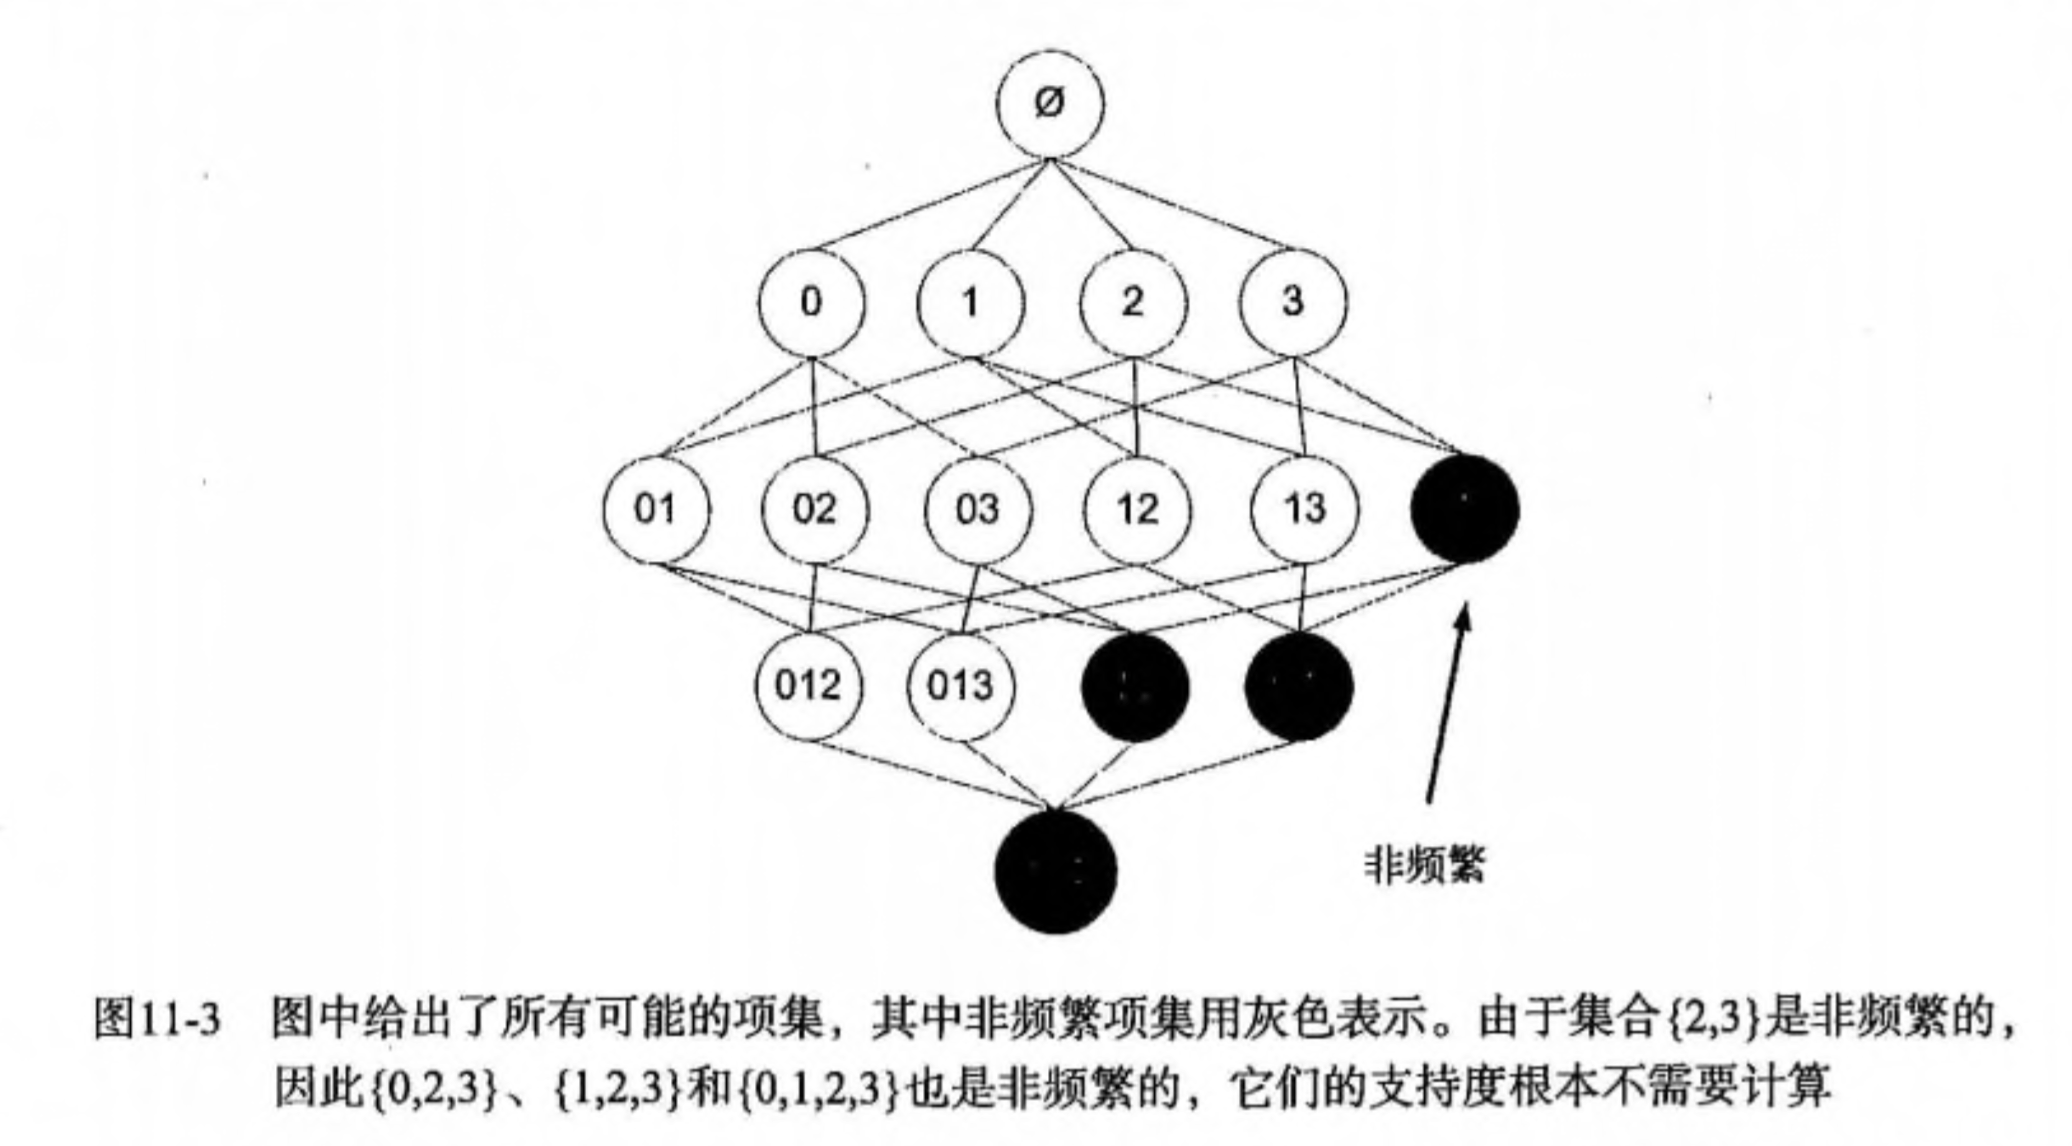 Ø
0 1 2 3
01 02 03 12 13
012 013
非频繁
图11-3 图中给出了所有可能的项集，其中非频繁项集用灰色表示。由于集合{2,3}是非频繁的，
因此{0,2,3}、{1,2,3}和{0,1,2,3}也是非频繁的，它们的支持度根本不需要计算